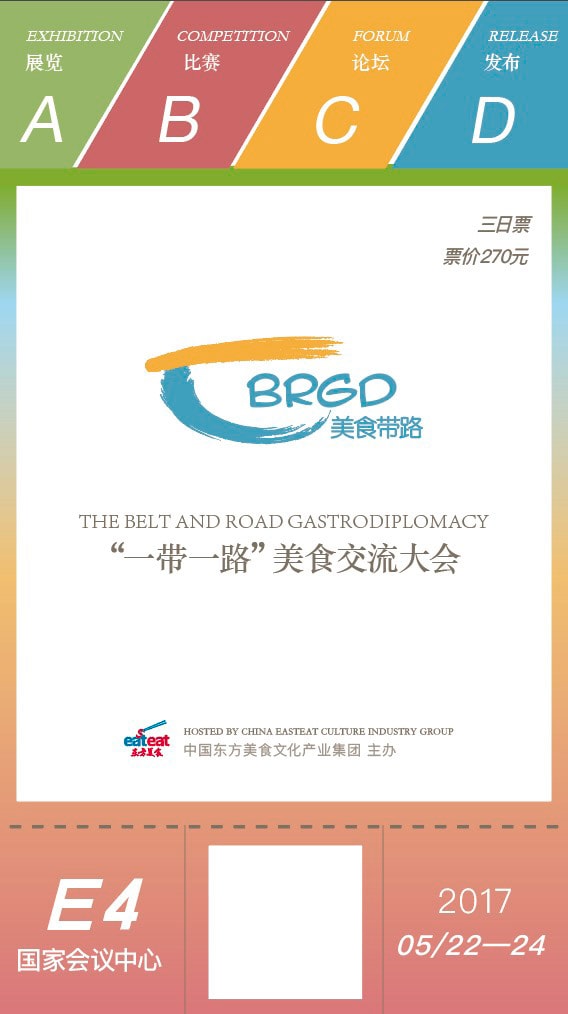 EXHIBITION
展览
A
COMPETITION
比赛
B
FORUM
论坛
C
RELEASE
发布
D
三日票
票价270元
BRGD
美食带路
THE BELT AND ROAD GASTRODIPLOMACY
“一带一路”美食交流大会
eateat
东方美食
HOSTED BY CHINA EASTEAT CULTURE INDUSTRY GROUP
中国东方美食文化产业集团 主办
E4
国家会议中心
2017
05/22—24